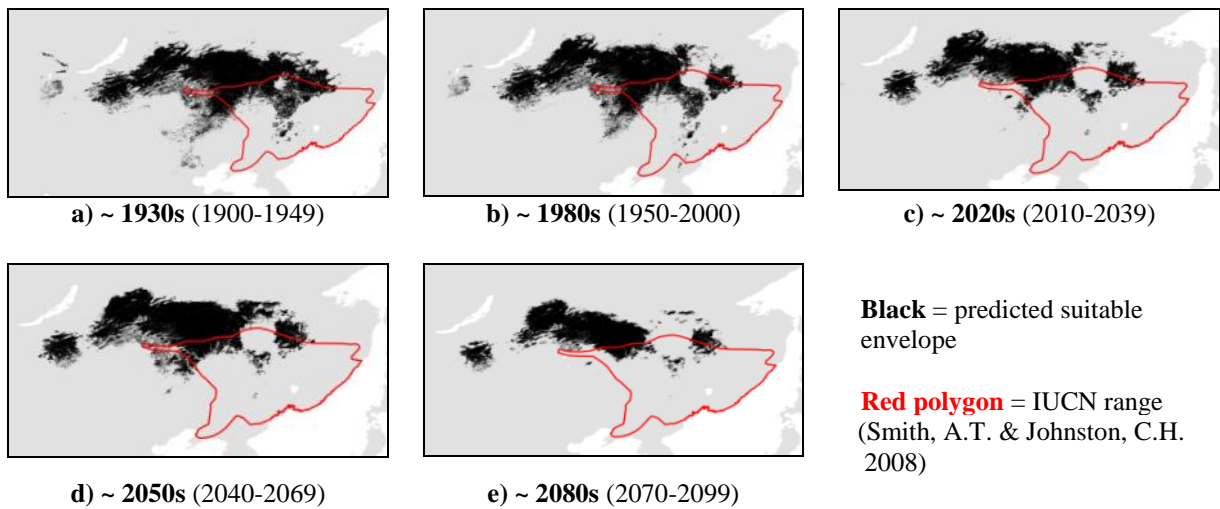 a) ~ 1930s (1900-1949)
b) ~ 1980s (1950-2000)
c) ~ 2020s (2010-2039)
d) ~ 2050s (2040-2069)
e) ~ 2080s (2070-2099)
Black = predicted suitable
envelope
Red polygon = IUCN range
(Smith, A.T. & Johnston, C.H.
2008)